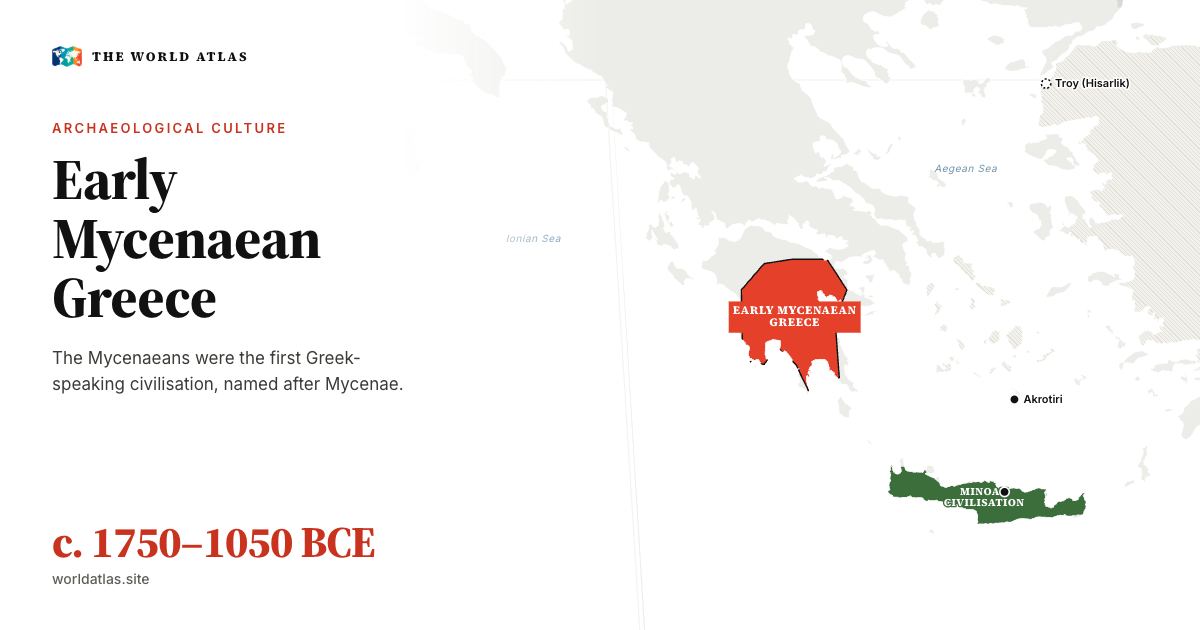 THE WORLD ATLAS
ARCHAEOLOGICAL CULTURE
Early
Mycenaean
Greece
The Mycenaeans were the first Greek-
speaking civilisation, named after Mycenae.
c. 1750–1050 BCE
worldatlas.site
Troy (Hisarlik)
Aegean Sea
Ionian Sea
EARLY MYCENAEAN
GREECE
Akrotiri
MINOA
CIVILISATION